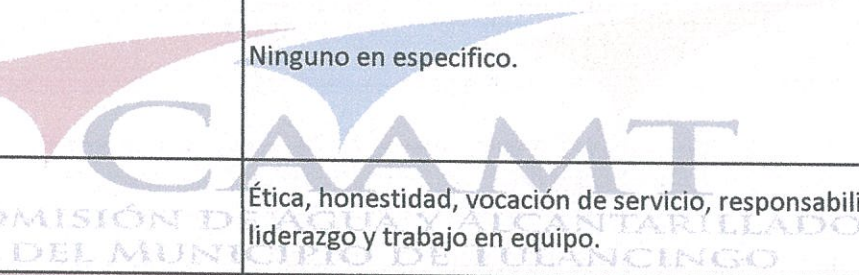 Ninguno en especifico.
CAAMT
Ética, honestidad, vocación de servicio, responsabili
OMISIÓN DE AGUA Y ALCANTARILLADO
liderazgo y trabajo en equipo.
DEL MUNICIPIO DE TULANCINGO